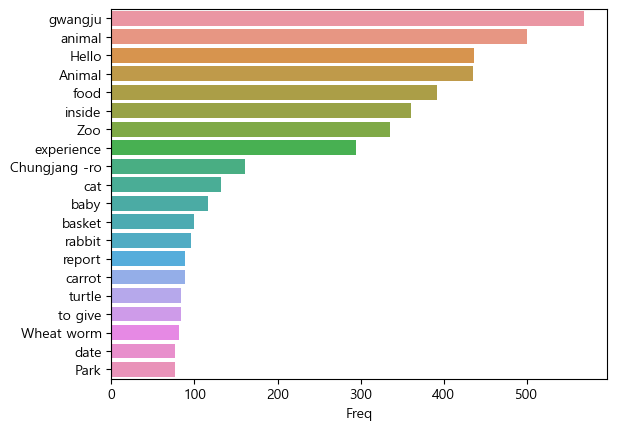 gwangju
animal
Hello
Animal
food
inside
Zoo
experience
Chungjang -ro
cat
baby
basket
rabbit
report
carrot
turtle
to give
Wheat worm
date
Park
0 100 200 300 400 500
Freq